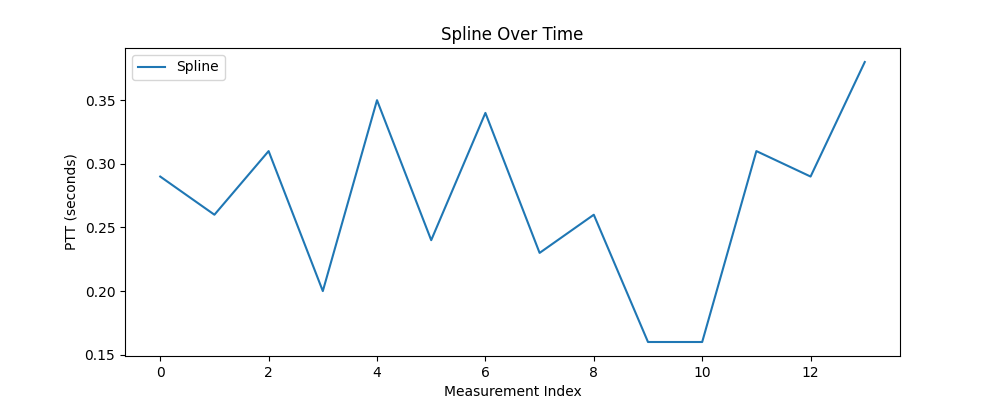 Spline Over Time
Spline
PTT (seconds)
0.35
0.30
0.25
0.20
0.15
0 2 4 6 8 10 12
Measurement Index